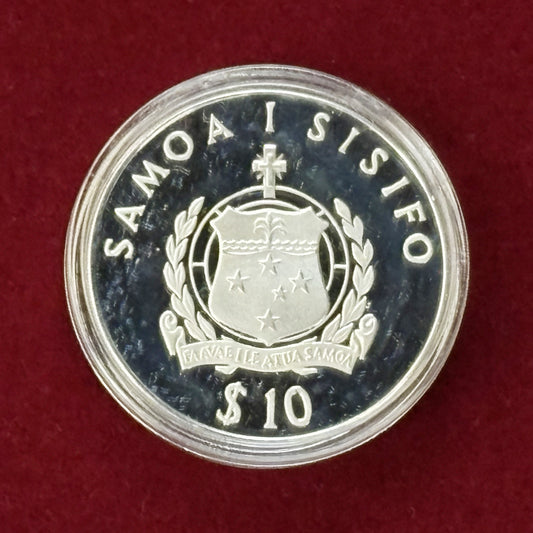 SAMOA I SISIFO
FAAVAE I LE ATUA SAMOA
$10